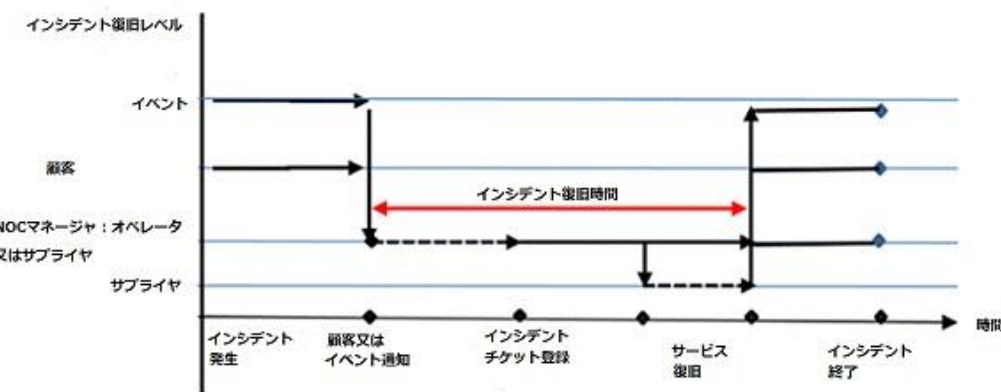 インシデント復旧レベル
イベント
顧客
インシデント復旧時間
NOCマネージャ：オペレータ
又はサプライヤ
サプライヤ
時間
インシデント
発生
顧客又は
イベント通知
インシデント
チケット登録
サービス
復旧
インシデント
終了